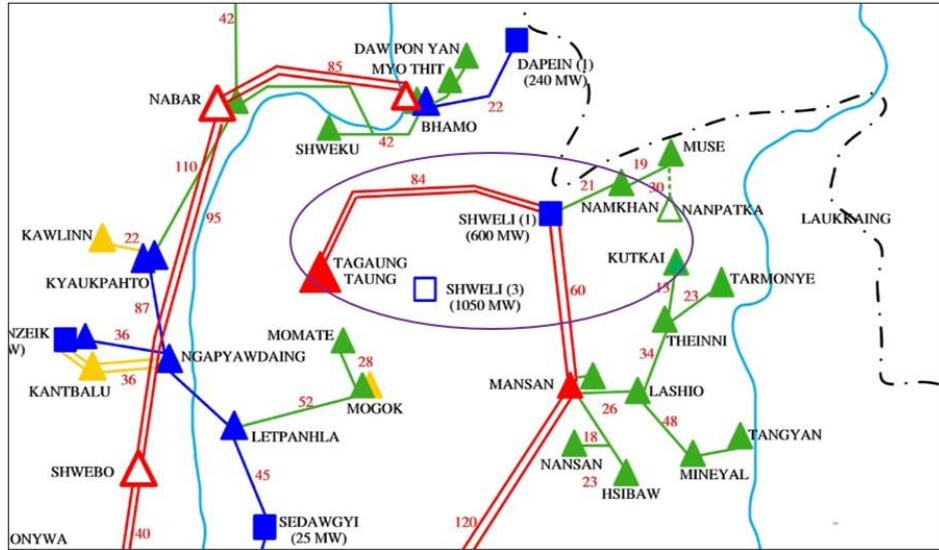 42
DAW PON YAN
MYO THIT
DAPEIN (1)
(240 MW)
85
NABAR
22
BHAMO
SHWEKU
42
MUSE
19
110
84
21
30
NAMKHAN
NANPATKA
95
SHWELI (1)
(600 MW)
LAUKKAING
KAWLINN
22
KYAUKPAHTO
TAGAUNG
TAUNG
KUTKAI
SHWELI (3)
(1050 MW)
60
13
TARMONYE
23
87
NZEIK
W)
36
MOMATE
THEINNI
NGAPYAWDAING
28
34
KANTBALU
36
MANSAN
LASHIO
52
MOGOK
26
LETPANHLA
48
TANGYAN
18
NANSAN
MINEYAL
SHWEBO
45
23
HSIBAW
SEDAWGYI
(25 MW)
120
ONYWA
40